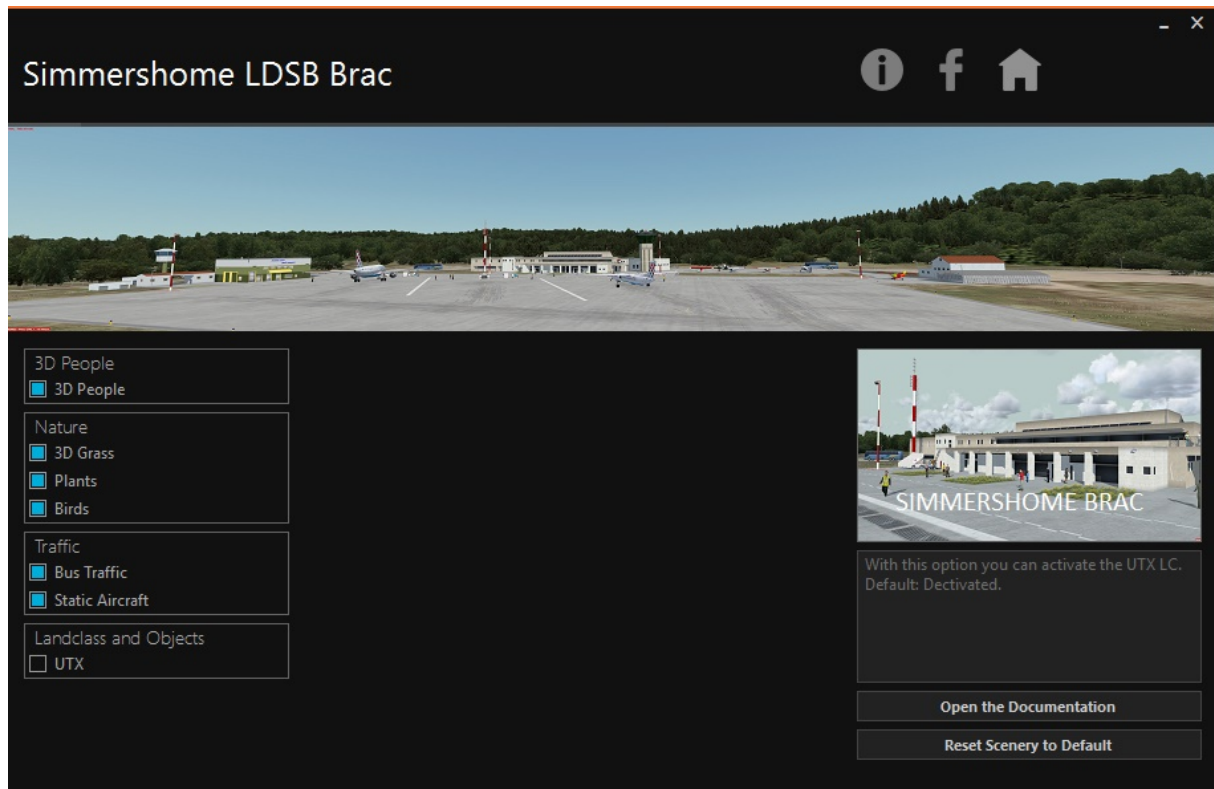 Simmershome LDSB Brac
3D People
3D People
Nature
3D Grass
Plants
Birds
Traffic
Bus Traffic
Static Aircraft
Landclass and Objects
UTX
SIMMERSHOME BRAC
With this option you can activate the UTX LC.
Default: Dectivated.
Open the Documentation
Reset Scenery to Default